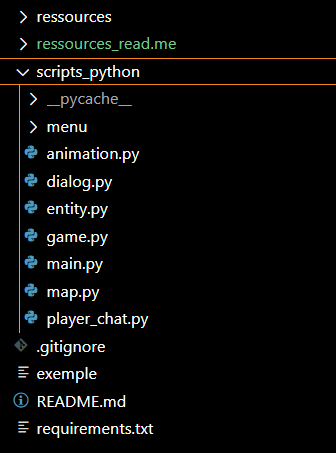 ressources
ressources_read.me
scripts_python
__pycache__
menu
animation.py
dialog.py
entity.py
game.py
main.py
map.py
player_chat.py
.gitignore
exemple
README.md
requirements.txt